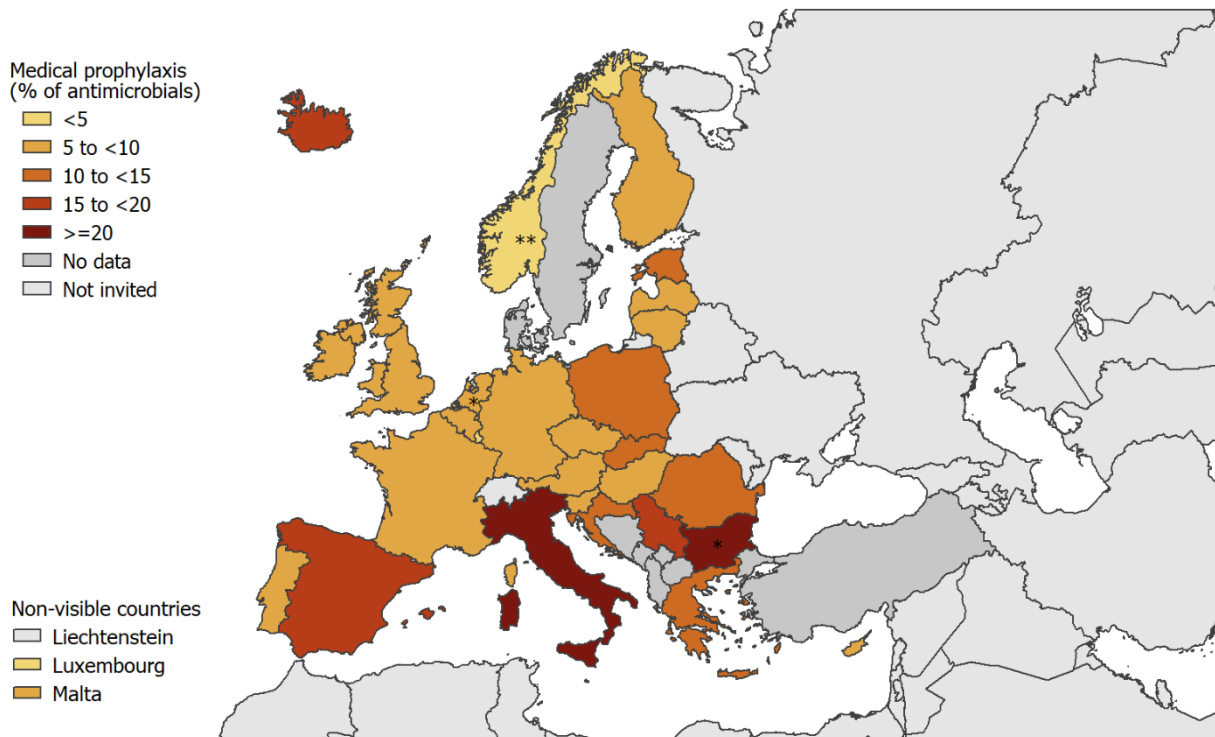 Medical prophylaxis
(% of antimicrobials)
<5
5 to <10
10 to <15
15 to <20
>=20
No data
Not invited
**
*
*
Non-visible countries
Liechtenstein
Luxembourg
Malta